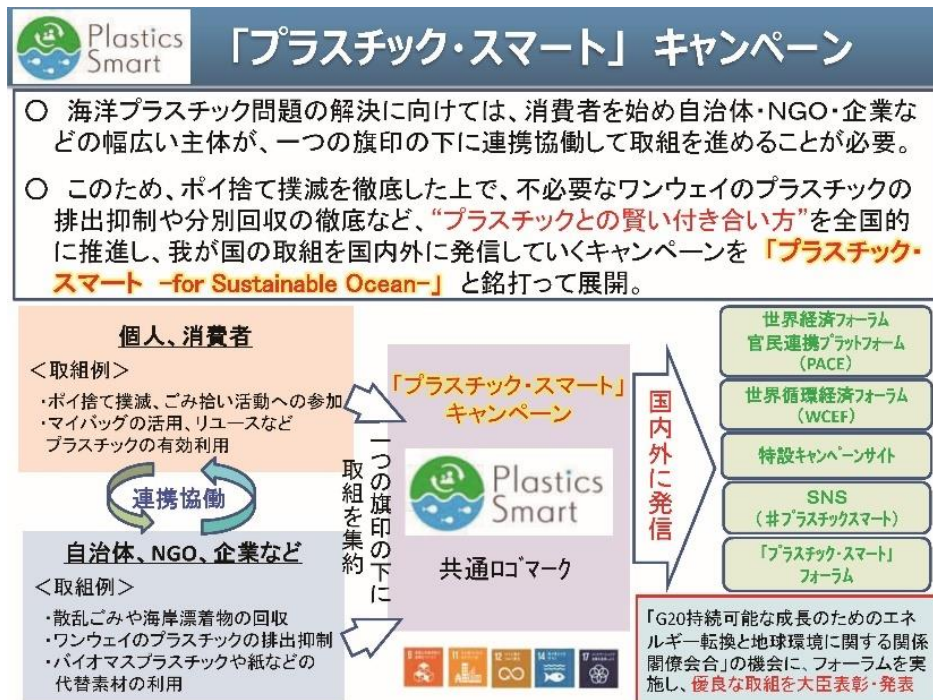 Plastics
Smart
「プラスチック・スマート」 キャンペーン
○ 海洋プラスチック問題の解決に向けては、消費者を始め自治体・NGO・企業な
どの幅広い主体が、一つの旗印の下に連携協働して取組を進めることが必要。
○ このため、ポイ捨て撲滅を徹底した上で、不必要なワンウェイのプラスチックの
排出抑制や分別回収の徹底など、“プラスチックとの賢い付き合い方”を全国的
に推進し、我が国の取組を国内外に発信していくキャンペーンを 「プラスチック・
スマート -for Sustainable Ocean-」 と銘打って展開。
個人、消費者
＜取組例＞
・ポイ捨て撲滅、ごみ拾い活動への参加
・マイバッグの活用、リユースなど
プラスチックの有効利用
連携協働
自治体、NGO、企業など
＜取組例＞
・散乱ごみや海岸漂着物の回収
・ワンウェイのプラスチックの排出抑制
・バイオマスプラスチックや紙などの
代替素材の利用
一つの旗印の下に
取組を集約
「プラスチック・スマート」
キャンペーン
Plastics
Smart
共通ロゴマーク
9
11
12
14
17
国内外に発信
世界経済フォーラム
官民連携プラットフォーム
(PACE)
世界循環経済フォーラム
(WCEF)
特設キャンペーンサイト
SNS
(#プラスチックスマート)
「プラスチック・スマート」
フォーラム
「G20持続可能な成長のためのエネ
ルギー転換と地球環境に関する関係
閣僚会合」の機会に、フォーラムを実
施し、優良な取組を大臣表彰・発表